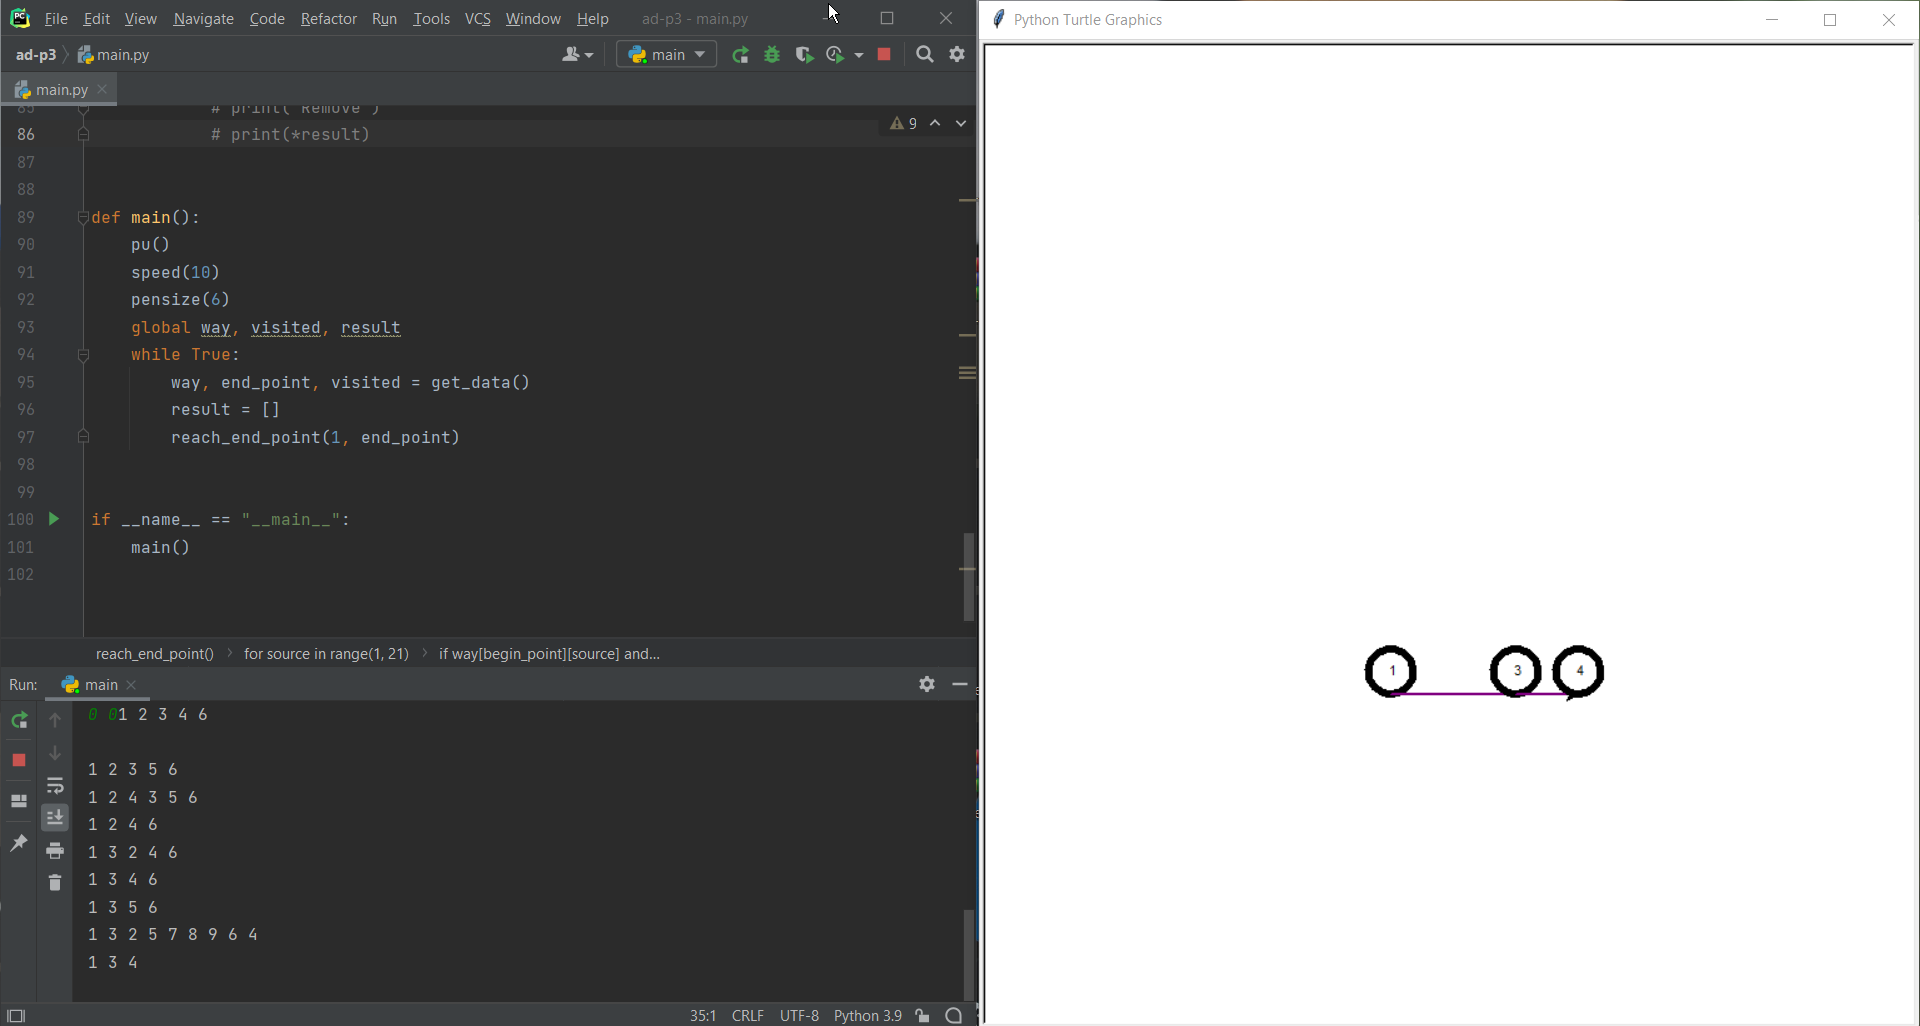 PC File Edit View Navigate Code Refactor Run Tools VCS Window Help ad-p3 - main.py
ad-p3 main.py main
main.py
85 # print("Remove")
86 # print(*result) 9
87
88
89 def main():
90 pu()
91 speed(10)
92 pensize(6)
93 global way, visited, result
94 while True:
95 way, end_point, visited = get_data()
96 result = []
97 reach_end_point(1, end_point)
98
99
100 if __name__ == "__main__":
101 main()
102
reach_end_point() for source in range(1, 21) if way[begin_point][source] and...
Run: main
0 01 2 3 4 6
1 2 3 5 6
1 2 4 3 5 6
1 2 4 6
1 3 2 4 6
1 3 4 6
1 3 5 6
1 3 2 5 7 8 9 6 4
1 3 4
35:1 CRLF UTF-8 Python 3.9
Python Turtle Graphics
1 3 4